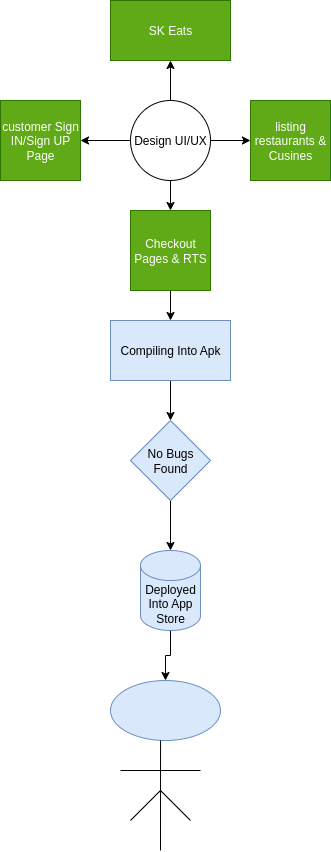 SK Eats
customer Sign
IN/Sign UP
Page
Design UI/UX
listing
restaurants &
Cusines
Checkout
Pages & RTS
Compiling Into Apk
No Bugs
Found
Deployed
Into App
Store